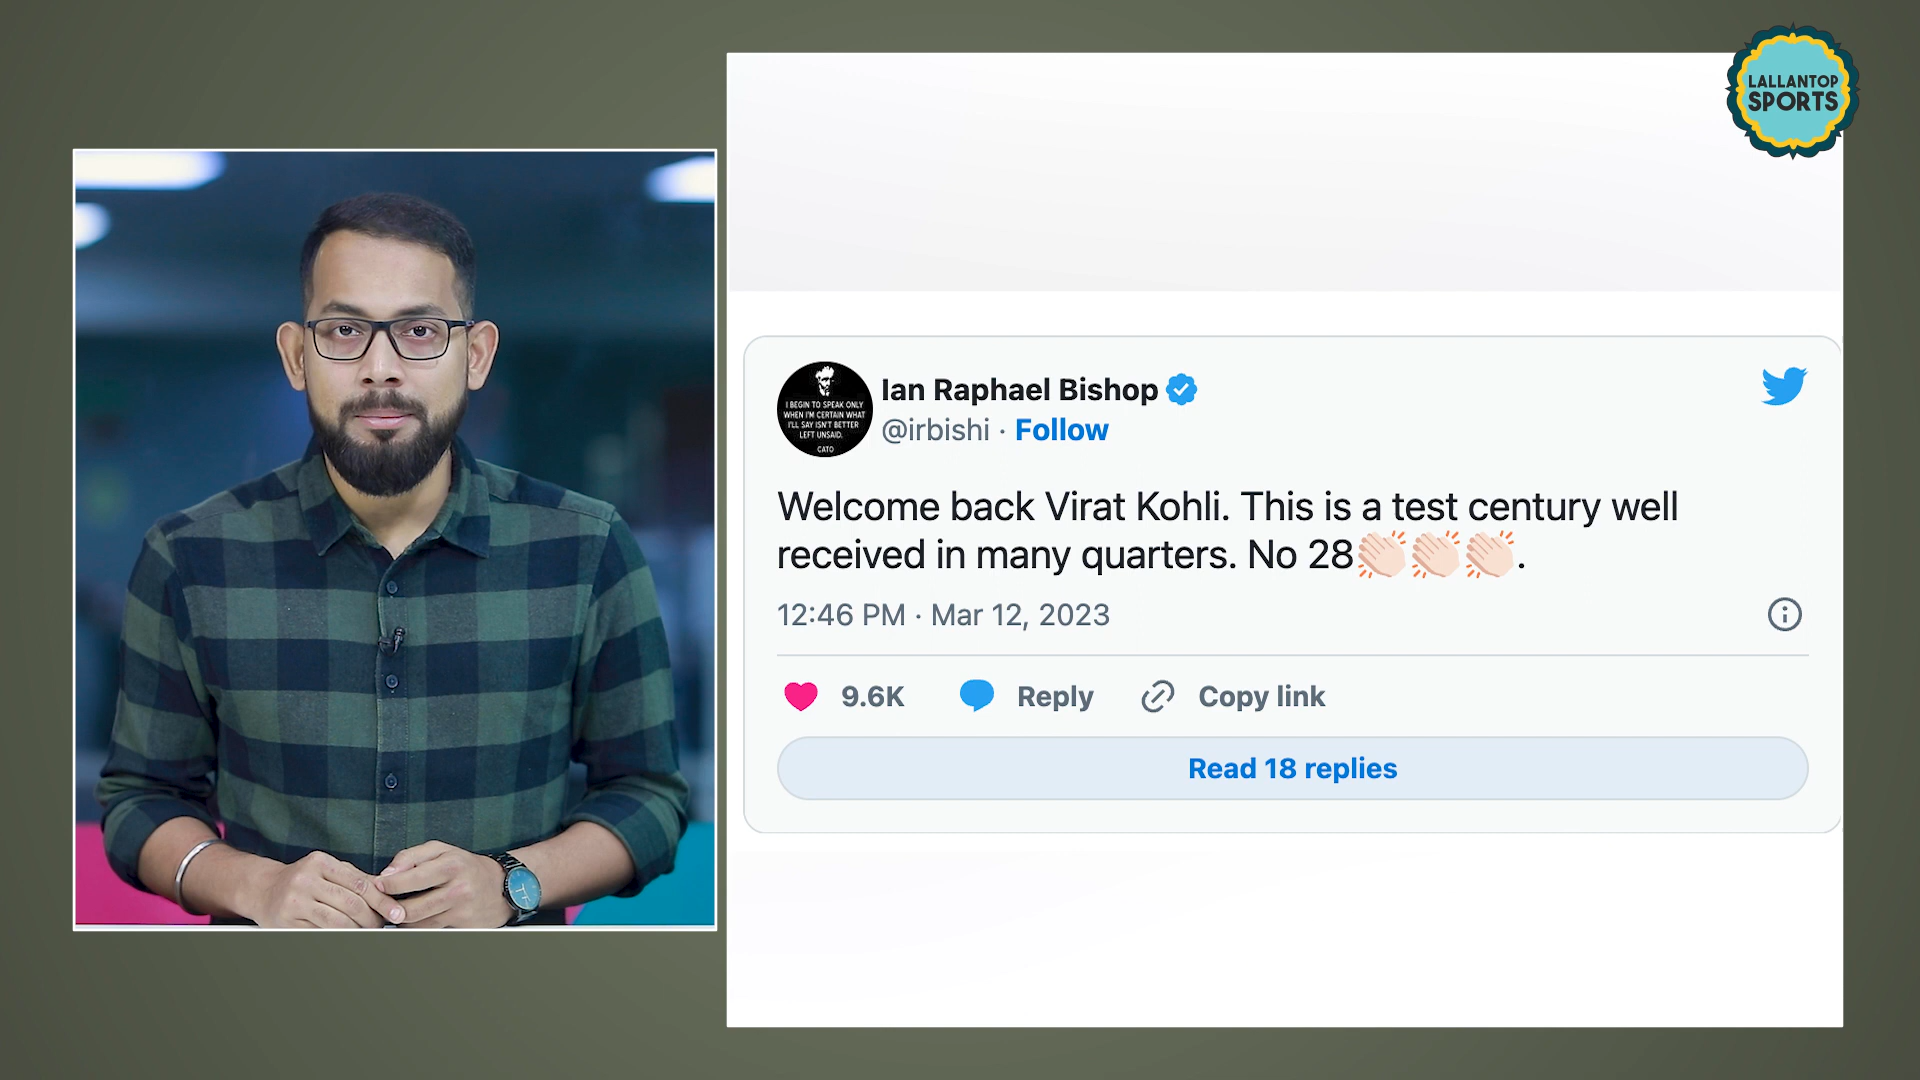 LALLANTOP
SPORTS
I BEGIN TO SPEAK ONLY
WHEN I'M CERTAIN WHAT
I'LL SAY ISN'T BETTER
LEFT UNSAID.
CATO
Ian Raphael Bishop
@irbishi · Follow
Welcome back Virat Kohli. This is a test century well
received in many quarters. No 28👏🏻👏🏻👏🏻.
12:46 PM · Mar 12, 2023
9.6K Reply Copy link
Read 18 replies